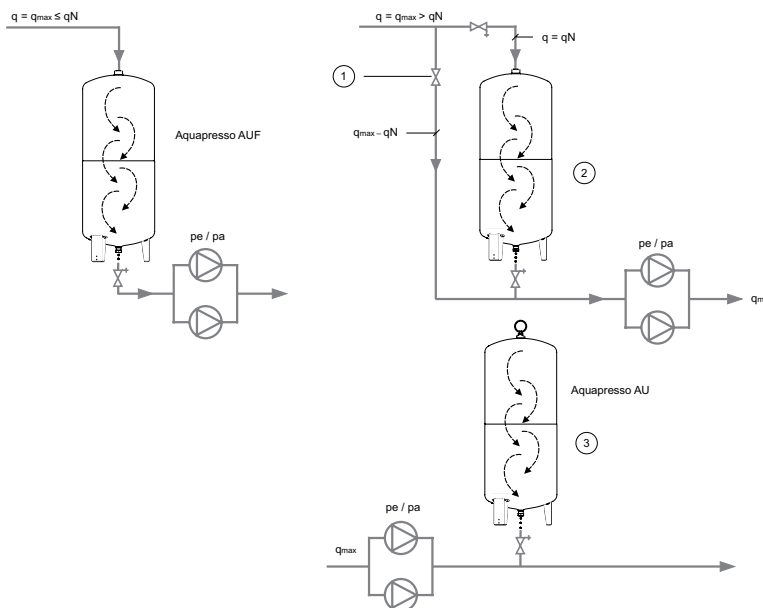 q = qmax ≤ qN
Aquapresso AUF
pe / pa
q = qmax > qN
q = qN
1
qmax – qN
2
pe / pa
qm
Aquapresso AU
3
pe / pa
qmax